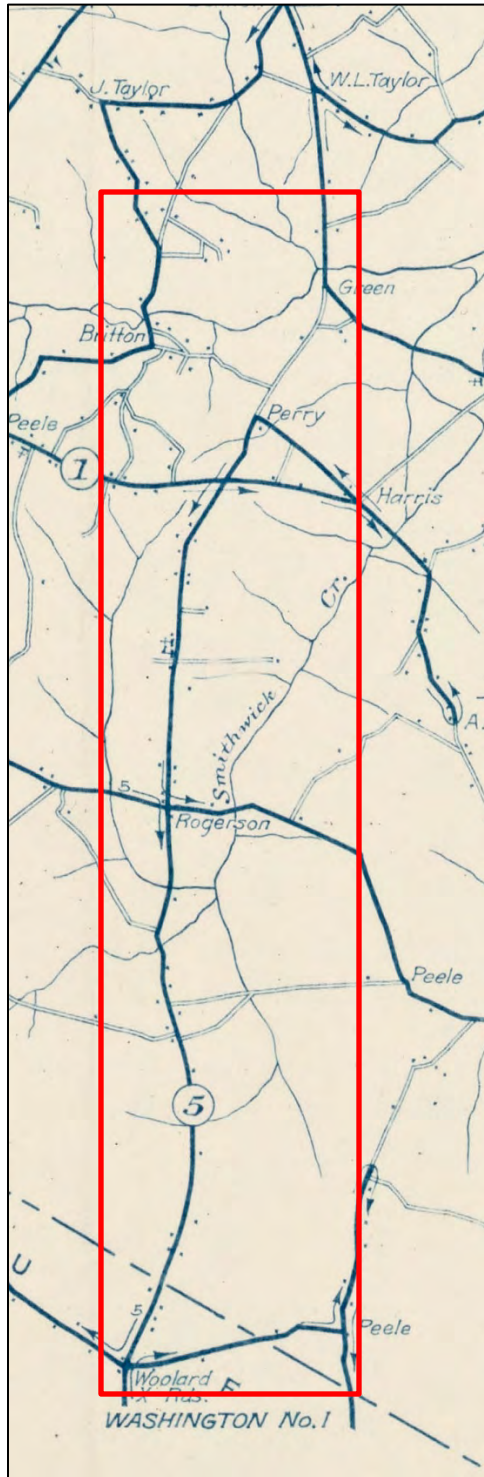 J. Taylor
W.L.Taylor
Green
Britton
Perry
Peele
1
Harris
Cr.
Smithwick
A.
5
Rogerson
Peele
5
U
5
Peele
Woolard
X Rds.
E
WASHINGTON No.1